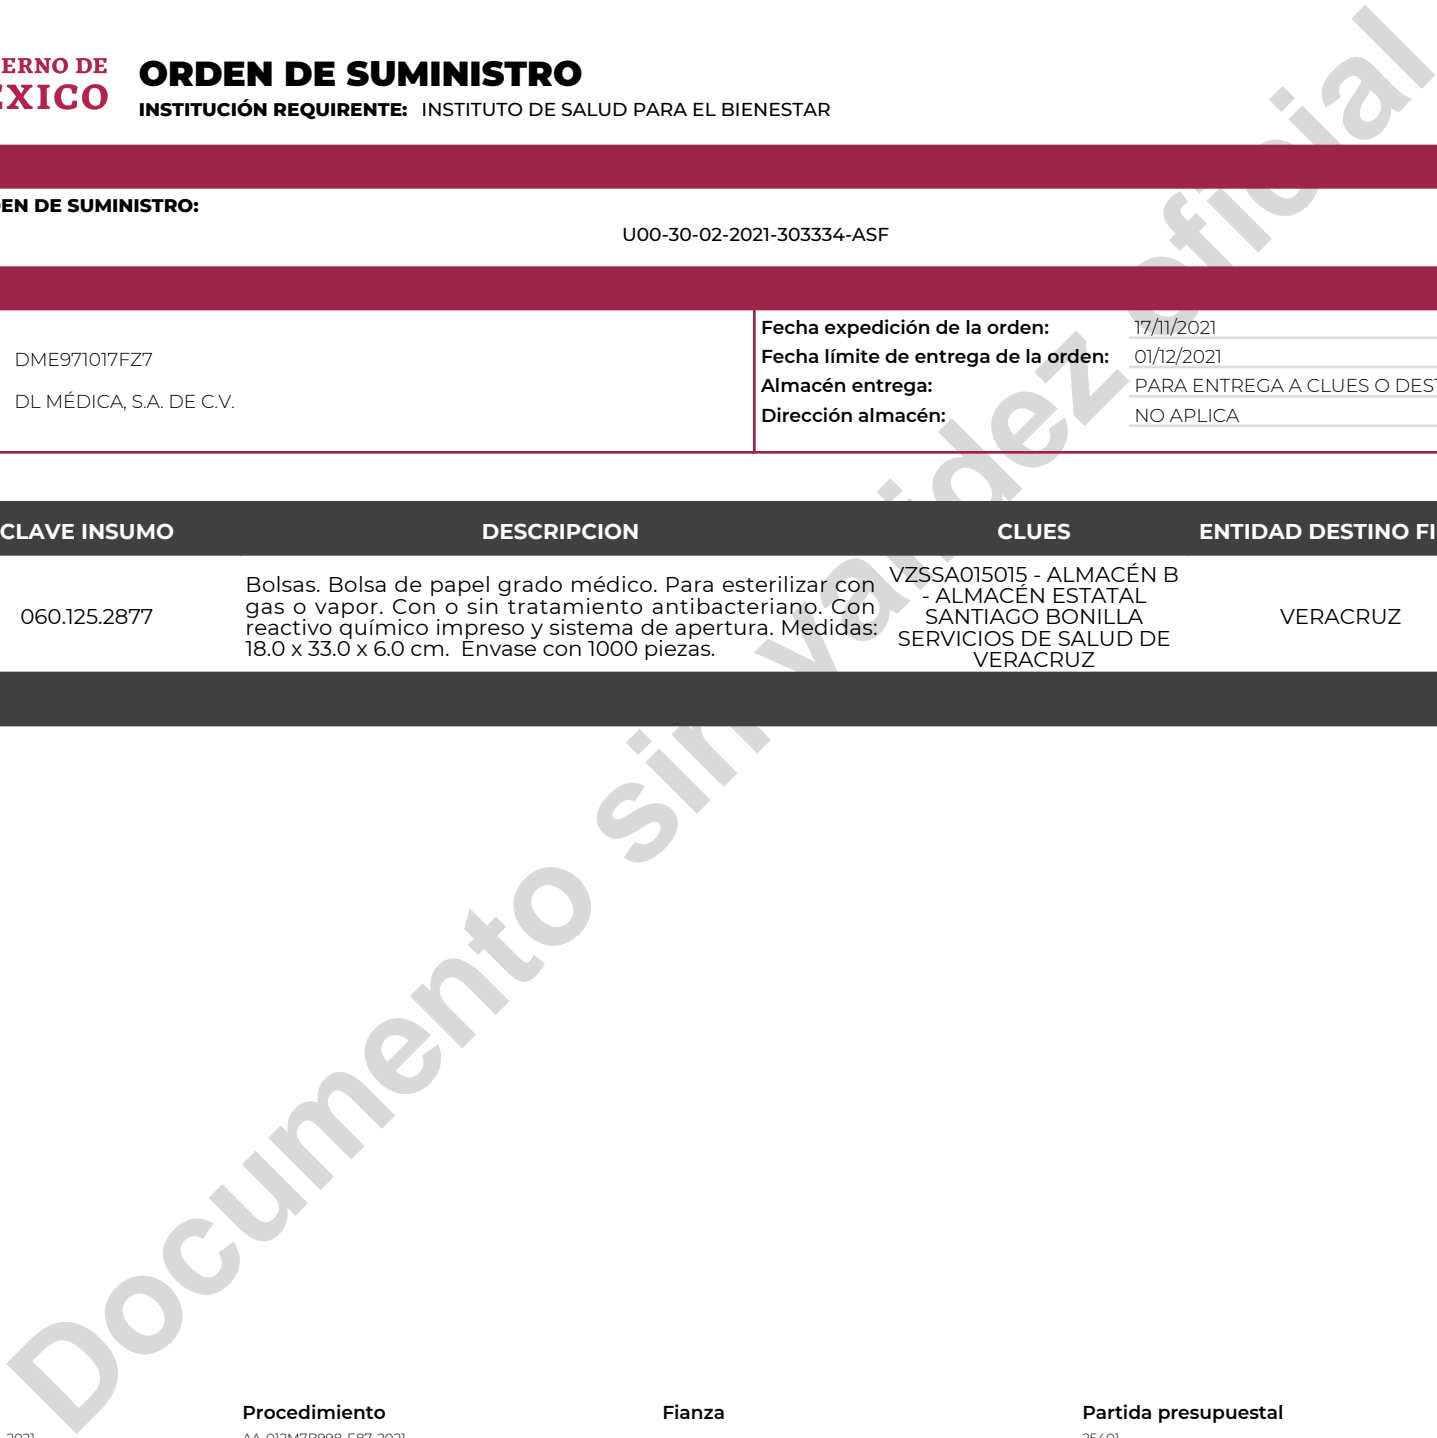 ERNO DE
EXICO
ORDEN DE SUMINISTRO
INSTITUCIÓN REQUIRENTE: INSTITUTO DE SALUD PARA EL BIENESTAR
EN DE SUMINISTRO:
U00-30-02-2021-303334-ASF
DME971017FZ7
DL MÉDICA, S.A. DE C.V.
Fecha expedición de la orden: 17/11/2021
Fecha límite de entrega de la orden: 01/12/2021
Almacén entrega: PARA ENTREGA A CLUES O DEST
Dirección almacén: NO APLICA
CLAVE INSUMO DESCRIPCION CLUES ENTIDAD DESTINO FI
060.125.2877
Bolsas. Bolsa de papel grado médico. Para esterilizar con
gas o vapor. Con o sin tratamiento antibacteriano. Con
reactivo químico impreso y sistema de apertura. Medidas:
18.0 x 33.0 x 6.0 cm. Envase con 1000 piezas.
VZSSA015015 - ALMACÉN B
- ALMACÉN ESTATAL
SANTIAGO BONILLA
SERVICIOS DE SALUD DE
VERACRUZ
VERACRUZ
Documento sin validez oficial
Procedimiento Fianza Partida presupuestal